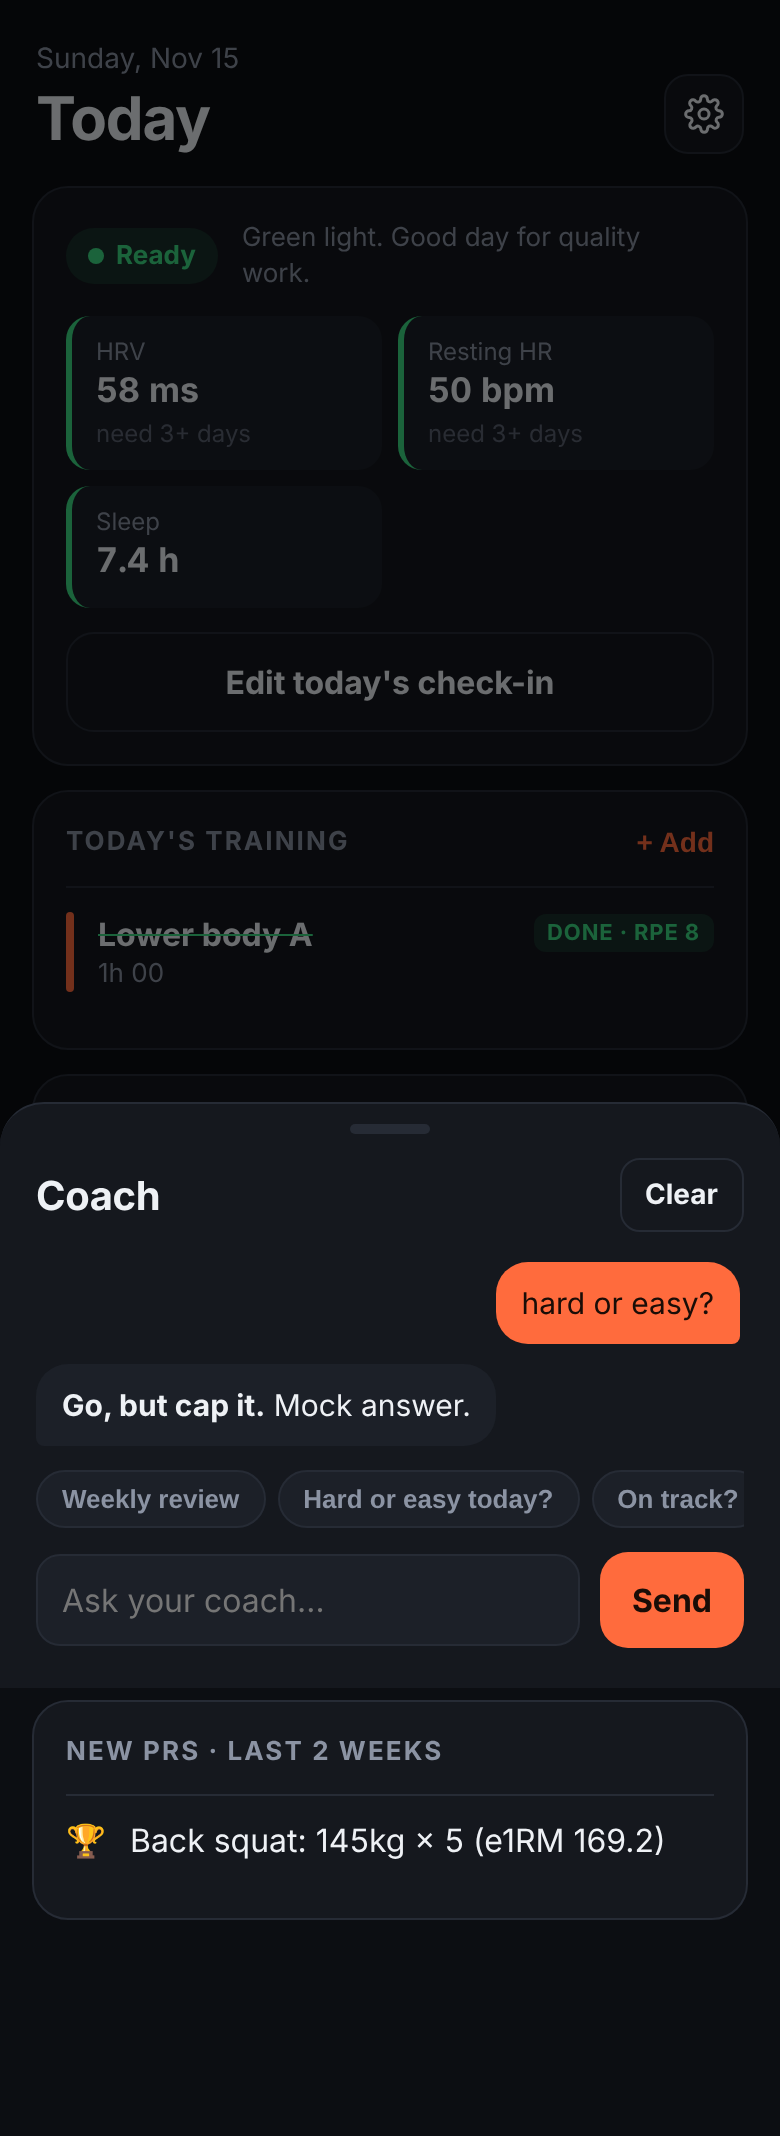 Sunday, Nov 15
Today
Ready
Green light. Good day for quality
work.
HRV
58 ms
need 3+ days
Resting HR
50 bpm
need 3+ days
Sleep
7.4 h
Edit today's check-in
TODAY'S TRAINING
+ Add
Lower body A
DONE · RPE 8
1h 00
Coach
Clear
hard or easy?
Go, but cap it. Mock answer.
Weekly review
Hard or easy today?
On track?
Ask your coach...
Send
NEW PRS · LAST 2 WEEKS
🏆 Back squat: 145kg × 5 (e1RM 169.2)